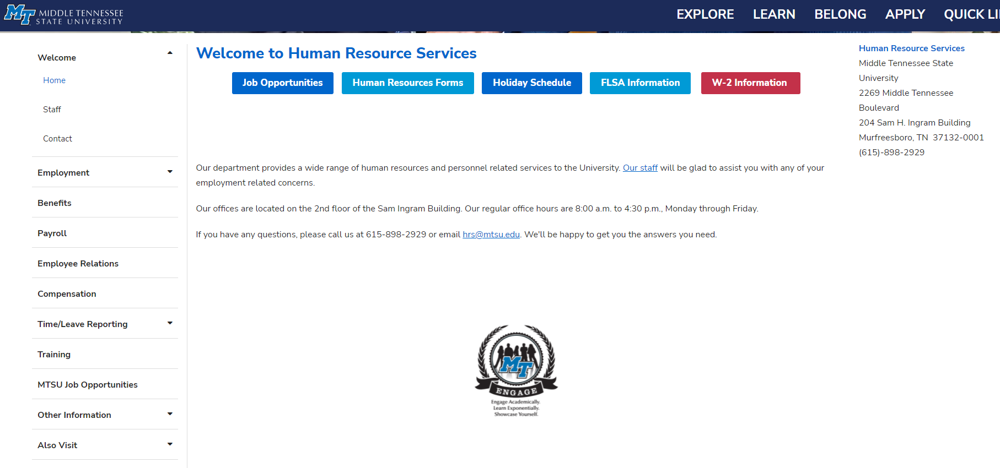 MT MIDDLE TENNESSEE
STATE UNIVERSITY
EXPLORE LEARN BELONG APPLY QUICK LI
Welcome
Home
Staff
Contact
Employment
Benefits
Payroll
Employee Relations
Compensation
Time/Leave Reporting
Training
MTSU Job Opportunities
Other Information
Also Visit
Welcome to Human Resource Services
Job Opportunities
Human Resources Forms
Holiday Schedule
FLSA Information
W-2 Information
Our department provides a wide range of human resources and personnel related services to the University. Our staff will be glad to assist you with any of your
employment related concerns.
Our offices are located on the 2nd floor of the Sam Ingram Building. Our regular office hours are 8:00 a.m. to 4:30 p.m., Monday through Friday.
If you have any questions, please call us at 615-898-2929 or email hrs@mtsu.edu. We'll be happy to get you the answers you need.
MT
ENGAGE
Engage Academically.
Learn Exponentially.
Showcase Yourself.
Human Resource Services
Middle Tennessee State
University
2269 Middle Tennessee
Boulevard
204 Sam H. Ingram Building
Murfreesboro, TN  37132-0001
(615)-898-2929